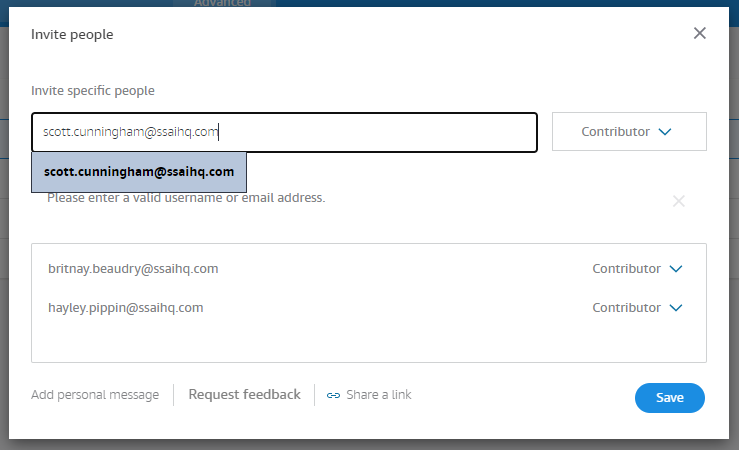 Advanced
Invite people
Invite specific people
scott.cunningham@ssaihq.com
Contributor
scott.cunningham@ssaihq.com
Please enter a valid username or email address.
britnay.beaudry@ssaihq.com Contributor
hayley.pippin@ssaihq.com Contributor
Add personal message Request feedback Share a link Save